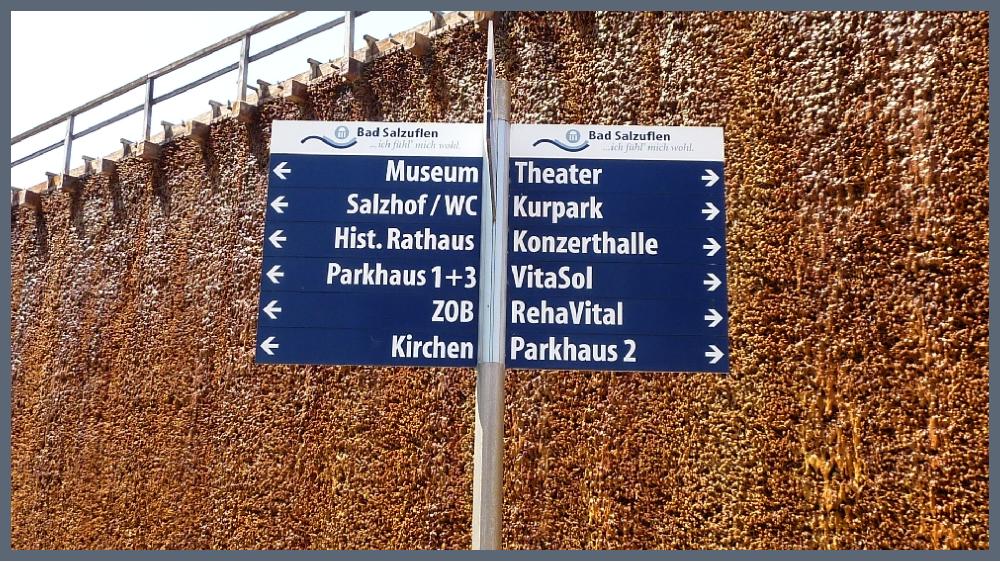 Bad Salzuflen
...ich fühl' mich wohl.
Museum
Salzhof / WC
Hist. Rathaus
Parkhaus 1+3
ZOB
Kirchen
Bad Salzuflen
...ich fühl' mich wohl.
Theater
Kurpark
Konzerthalle
VitaSol
RehaVital
Parkhaus 2